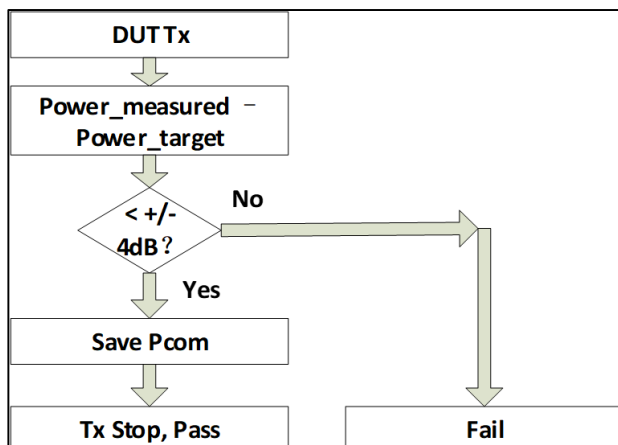 DUT Tx
Power_measured －
Power_target
No
< +/-
4dB？
Yes
Save Pcom
Tx Stop, Pass
Fail